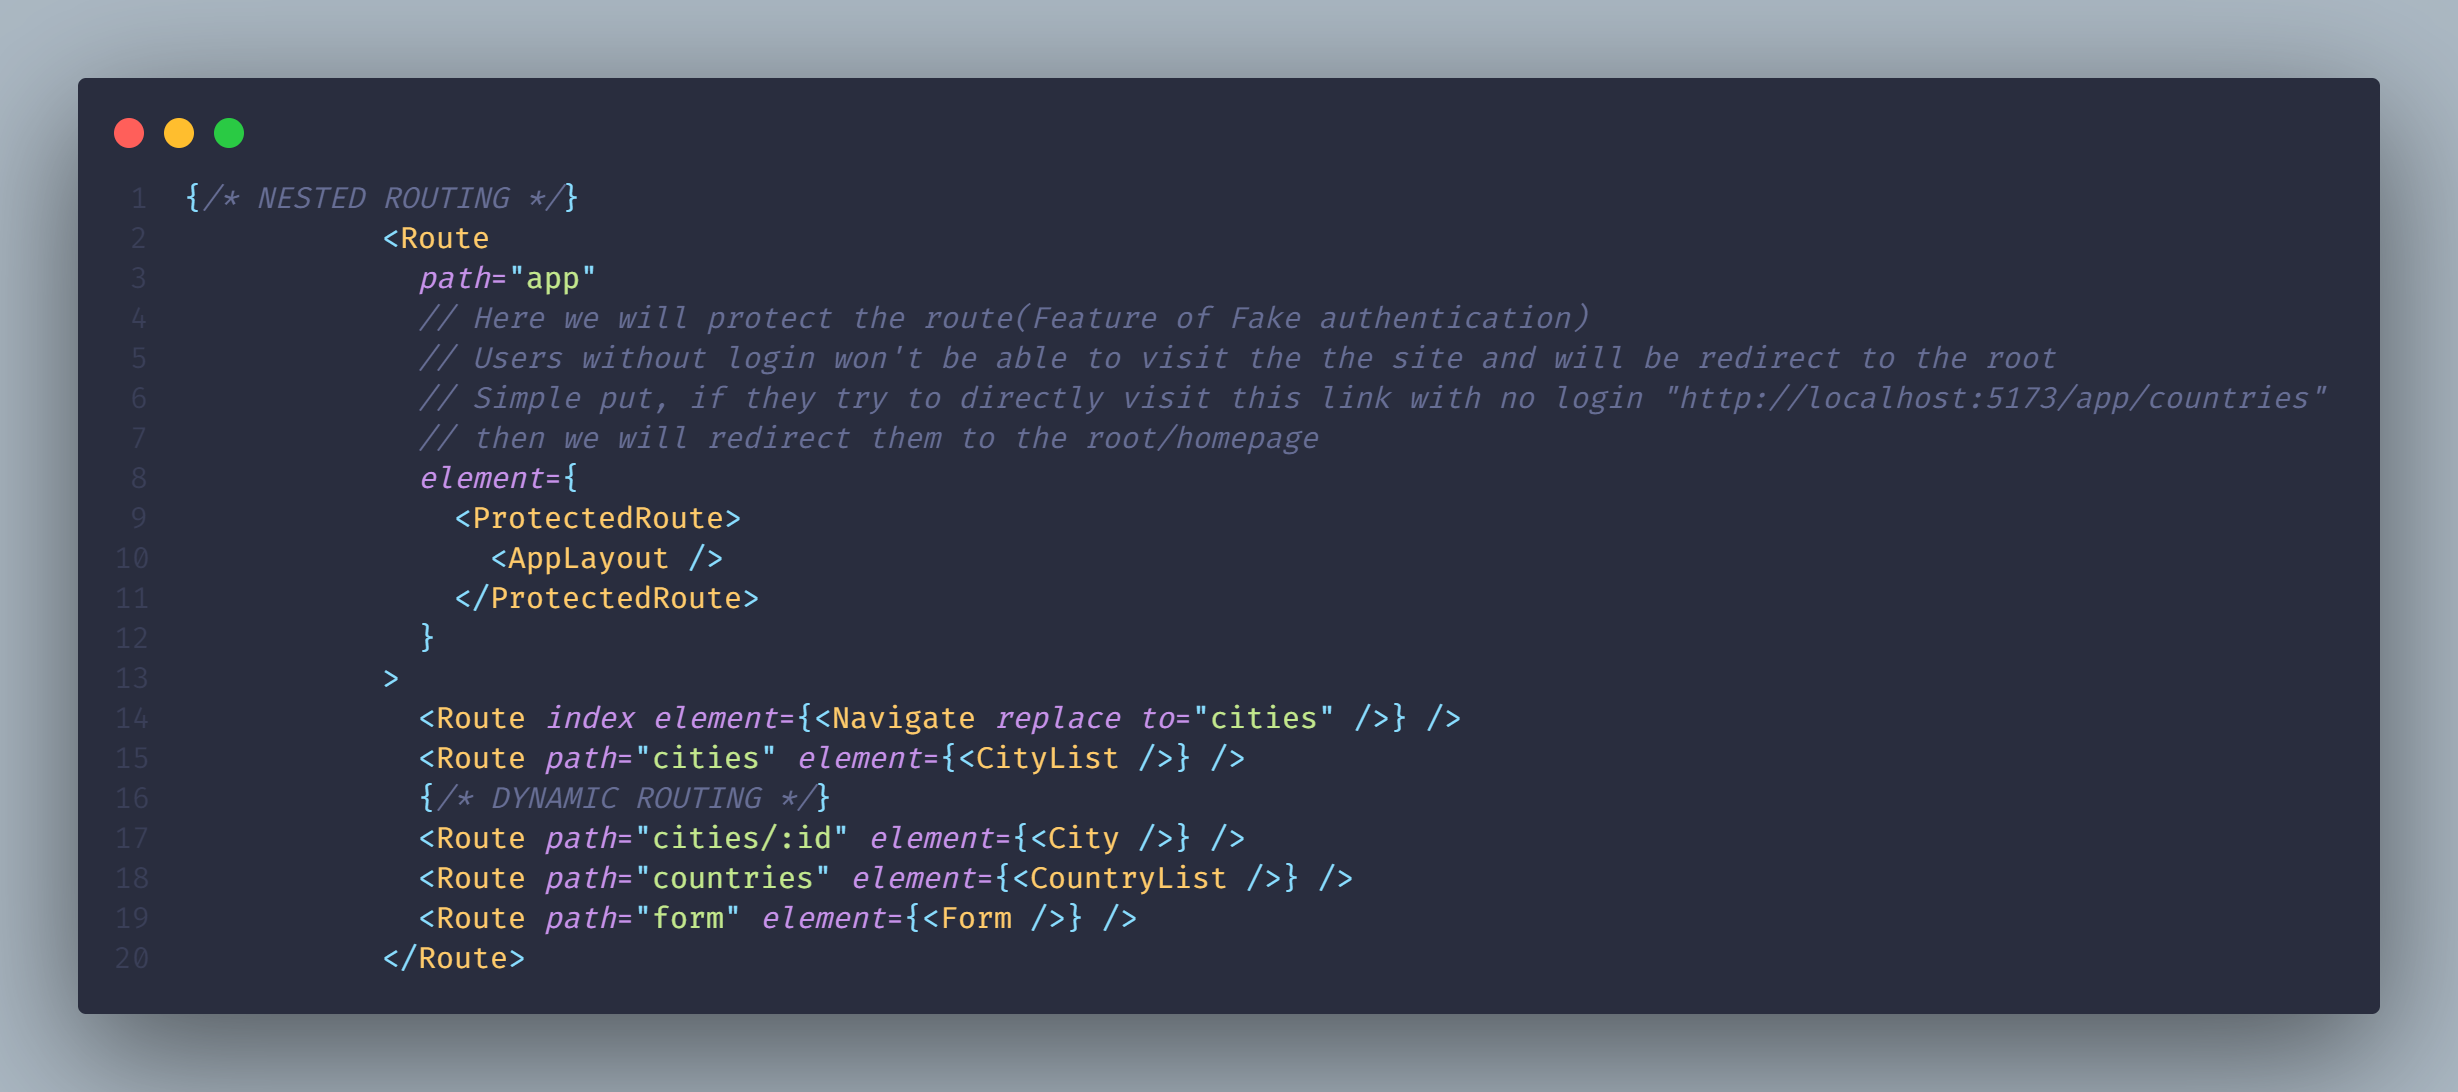 1 {/* NESTED ROUTING */}
2 <Route
3 path="app"
4 // Here we will protect the route(Feature of Fake authentication)
5 // Users without login won't be able to visit the the site and will be redirect to the root
6 // Simple put, if they try to directly visit this link with no login "http://localhost:5173/app/countries"
7 // then we will redirect them to the root/homepage
8 element={
9 <ProtectedRoute>
10 <AppLayout />
11 </ProtectedRoute>
12 }
13 >
14 <Route index element={<Navigate replace to="cities" />} />
15 <Route path="cities" element={<CityList />} />
16 {/* DYNAMIC ROUTING */}
17 <Route path="cities/:id" element={<City />} />
18 <Route path="countries" element={<CountryList />} />
19 <Route path="form" element={<Form />} />
20 </Route>